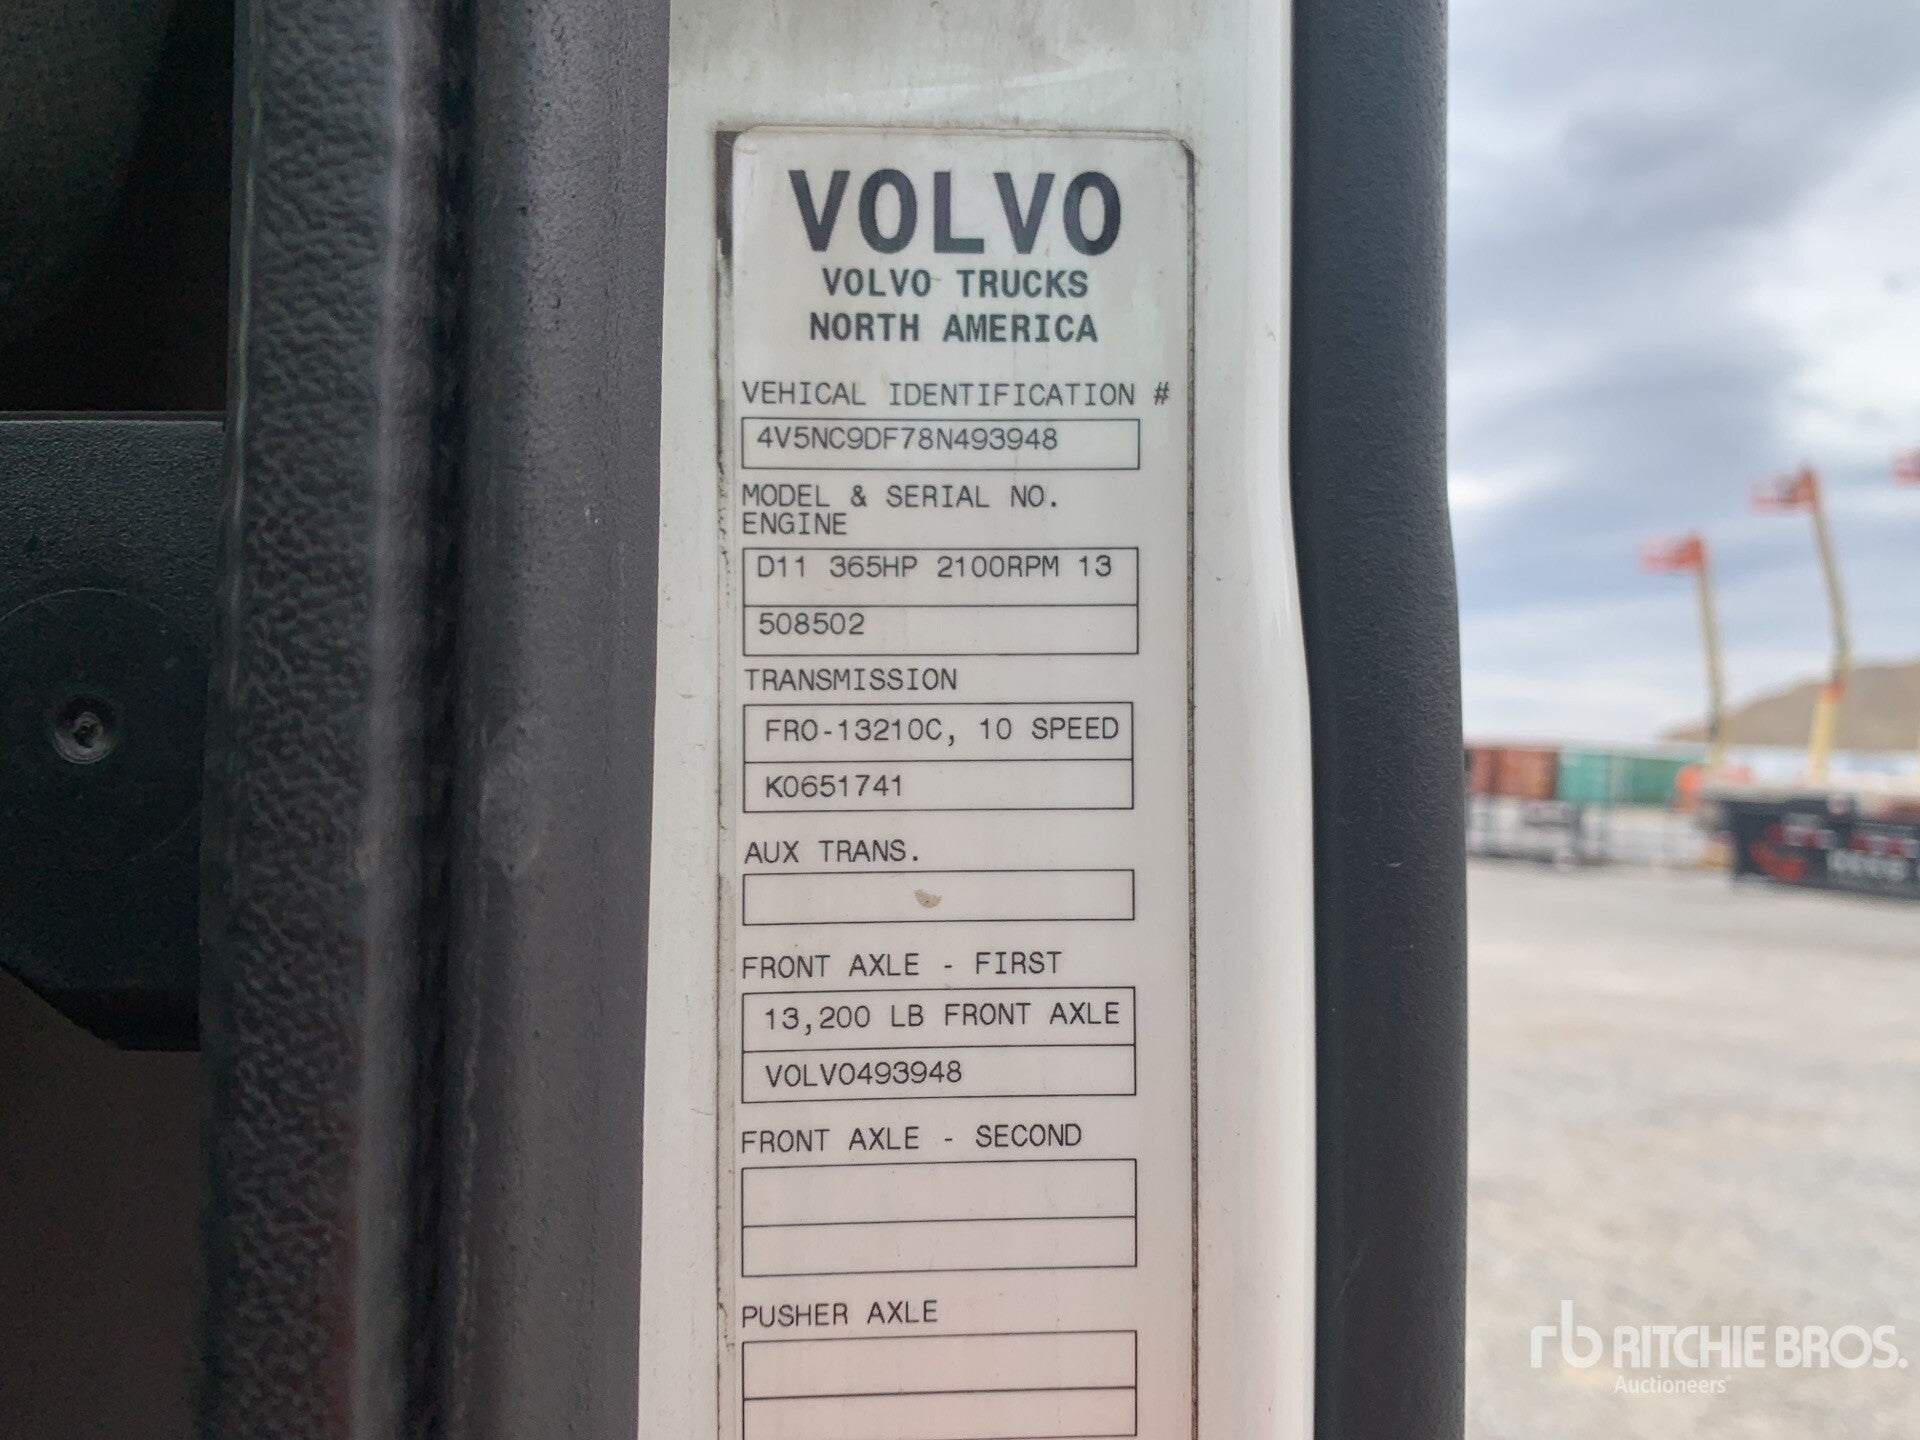 VOLVO
VOLVO TRUCKS
NORTH AMERICA
VEHICAL IDENTIFICATION #
4V5NC9DF78N493948
MODEL & SERIAL NO.
ENGINE
D11 365HP 2100RPM 13
508502
TRANSMISSION
FRO-13210C, 10 SPEED
K0651741
AUX TRANS.
FRONT AXLE - FIRST
13,200 LB FRONT AXLE
VOLVO493948
FRONT AXLE - SECOND
PUSHER AXLE
rb RITCHIE BROS.
Auctioneers